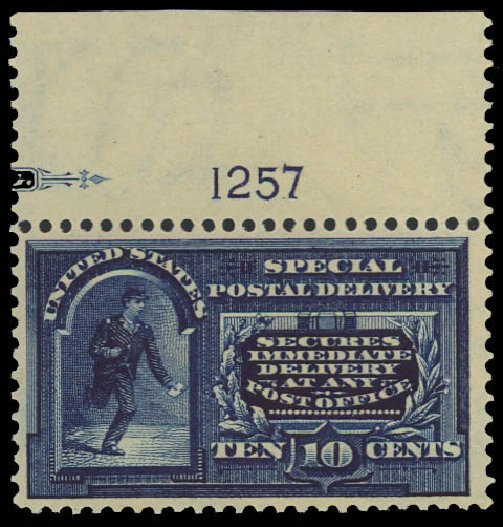 1257
UNITED STATES
SPECIAL
POSTAL DELIVERY
SECURES
IMMEDIATE
DELIVERY
AT ANY
POST OFFICE
TEN 10 CENTS